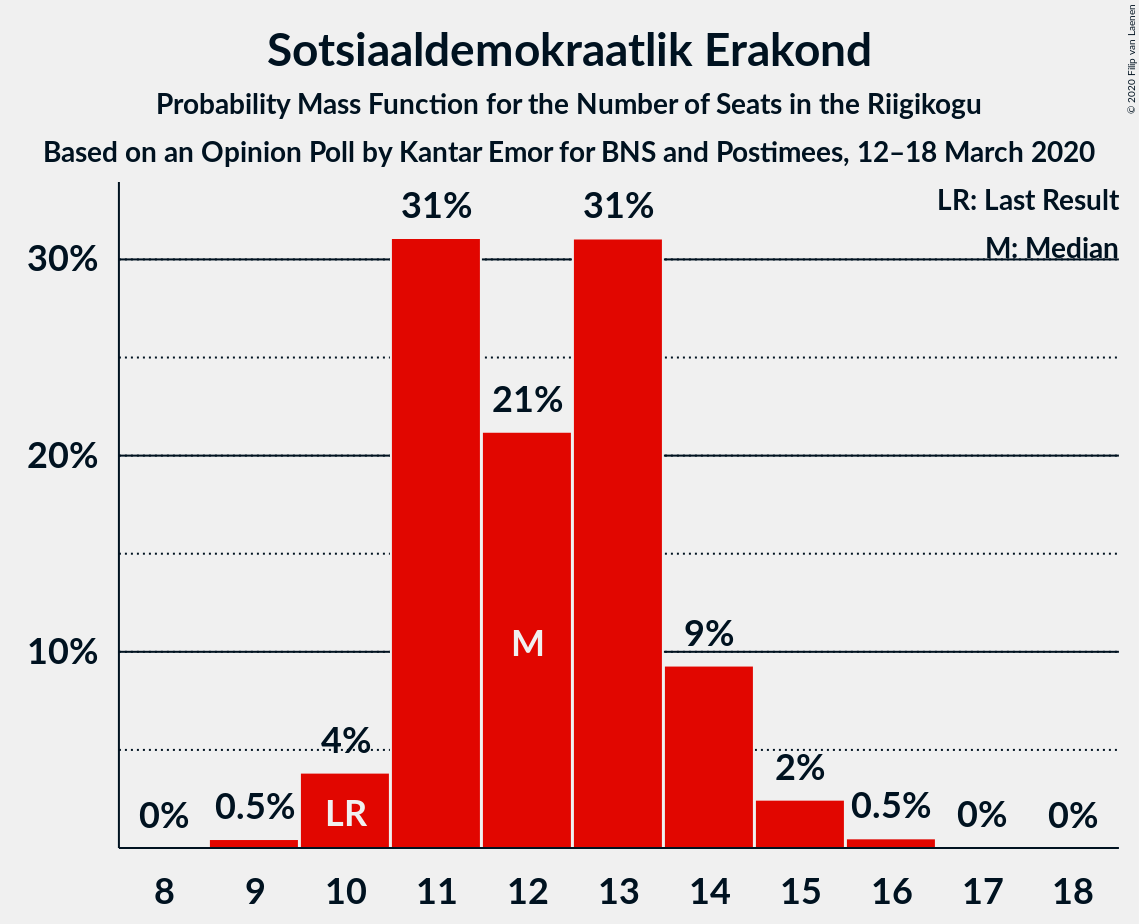 Sotsiaaldemokraatlik Erakond
Probability Mass Function for the Number of Seats in the Riigikogu
Based on an Opinion Poll by Kantar Emor for BNS and Postimees, 12–18 March 2020
© 2020 Filip van Laenen
LR: Last Result
M: Median
30%
20%
10%
0%
0.5%
4%
31%
21%
31%
9%
2%
0.5%
0%
0%
LR
M
8 9 10 11 12 13 14 15 16 17 18